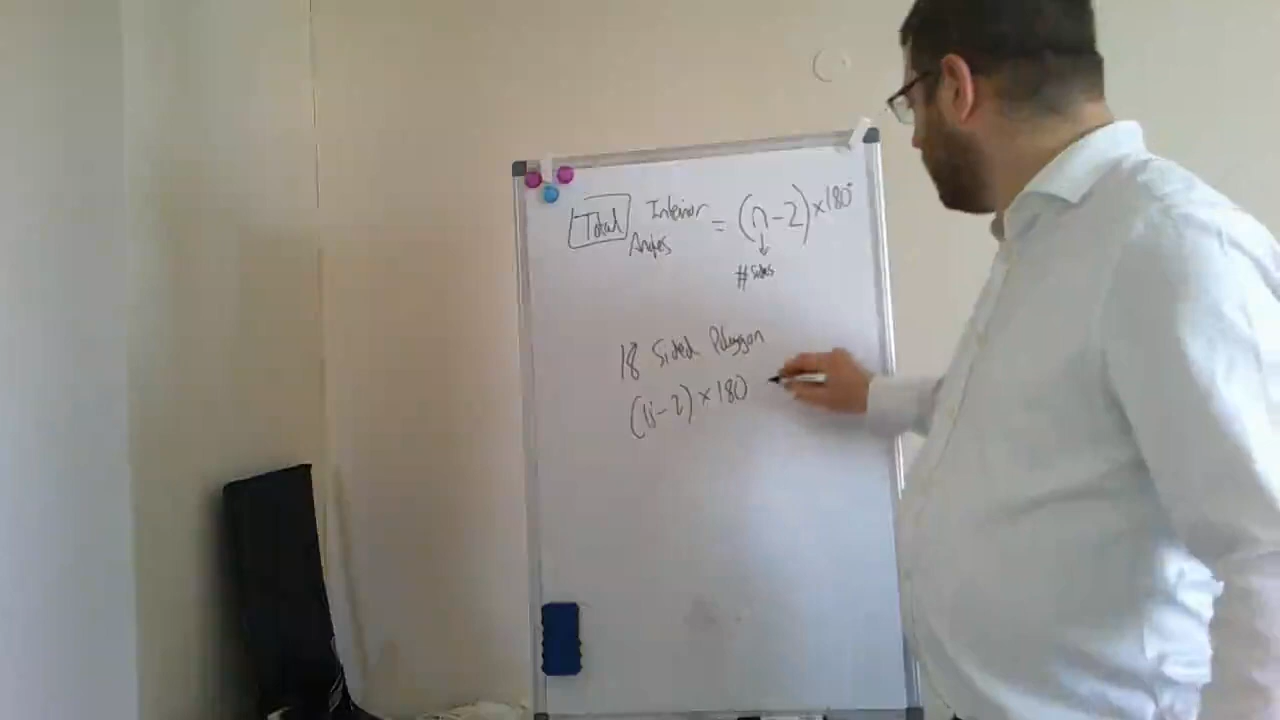 Total Interior Angles = (n-2)×180°
# Sides
18 Sided Polygon
(18-2)×180